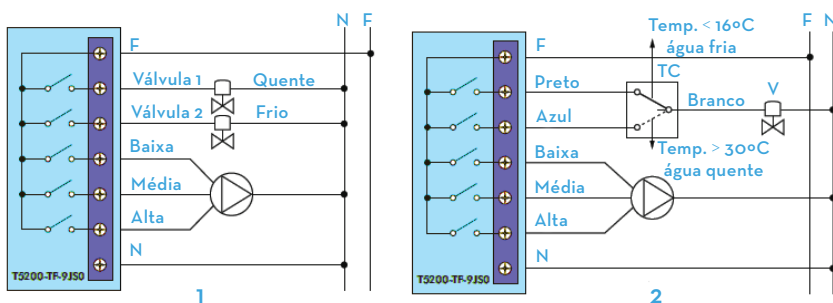 N F
F
Válvula 1 Quente
Válvula 2 Frio
Baixa
Média
Alta
N
T5200-TF-9JS0
1
F N
Temp. < 16ºC
água fria
F
TC
Preto
V
Branco
Azul
Baixa
Temp. > 30ºC
água quente
Média
Alta
N
T5200-TF-9JS0
2